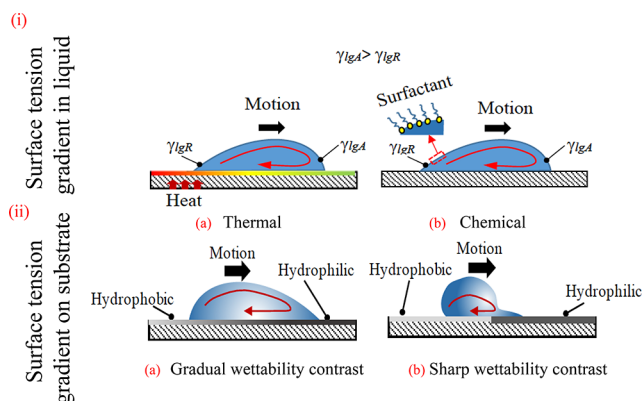 (i)
Surface tension
gradient in liquid
γlgA> γlgR
Surfactant
Motion
γlgR
γlgA
Heat
(a) Thermal
Motion
γlgR
γlgA
(b) Chemical
(ii)
Surface tension
gradient on substrate
Motion
Hydrophobic
Hydrophilic
(a) Gradual wettability contrast
Motion
Hydrophobic
Hydrophilic
(b) Sharp wettability contrast